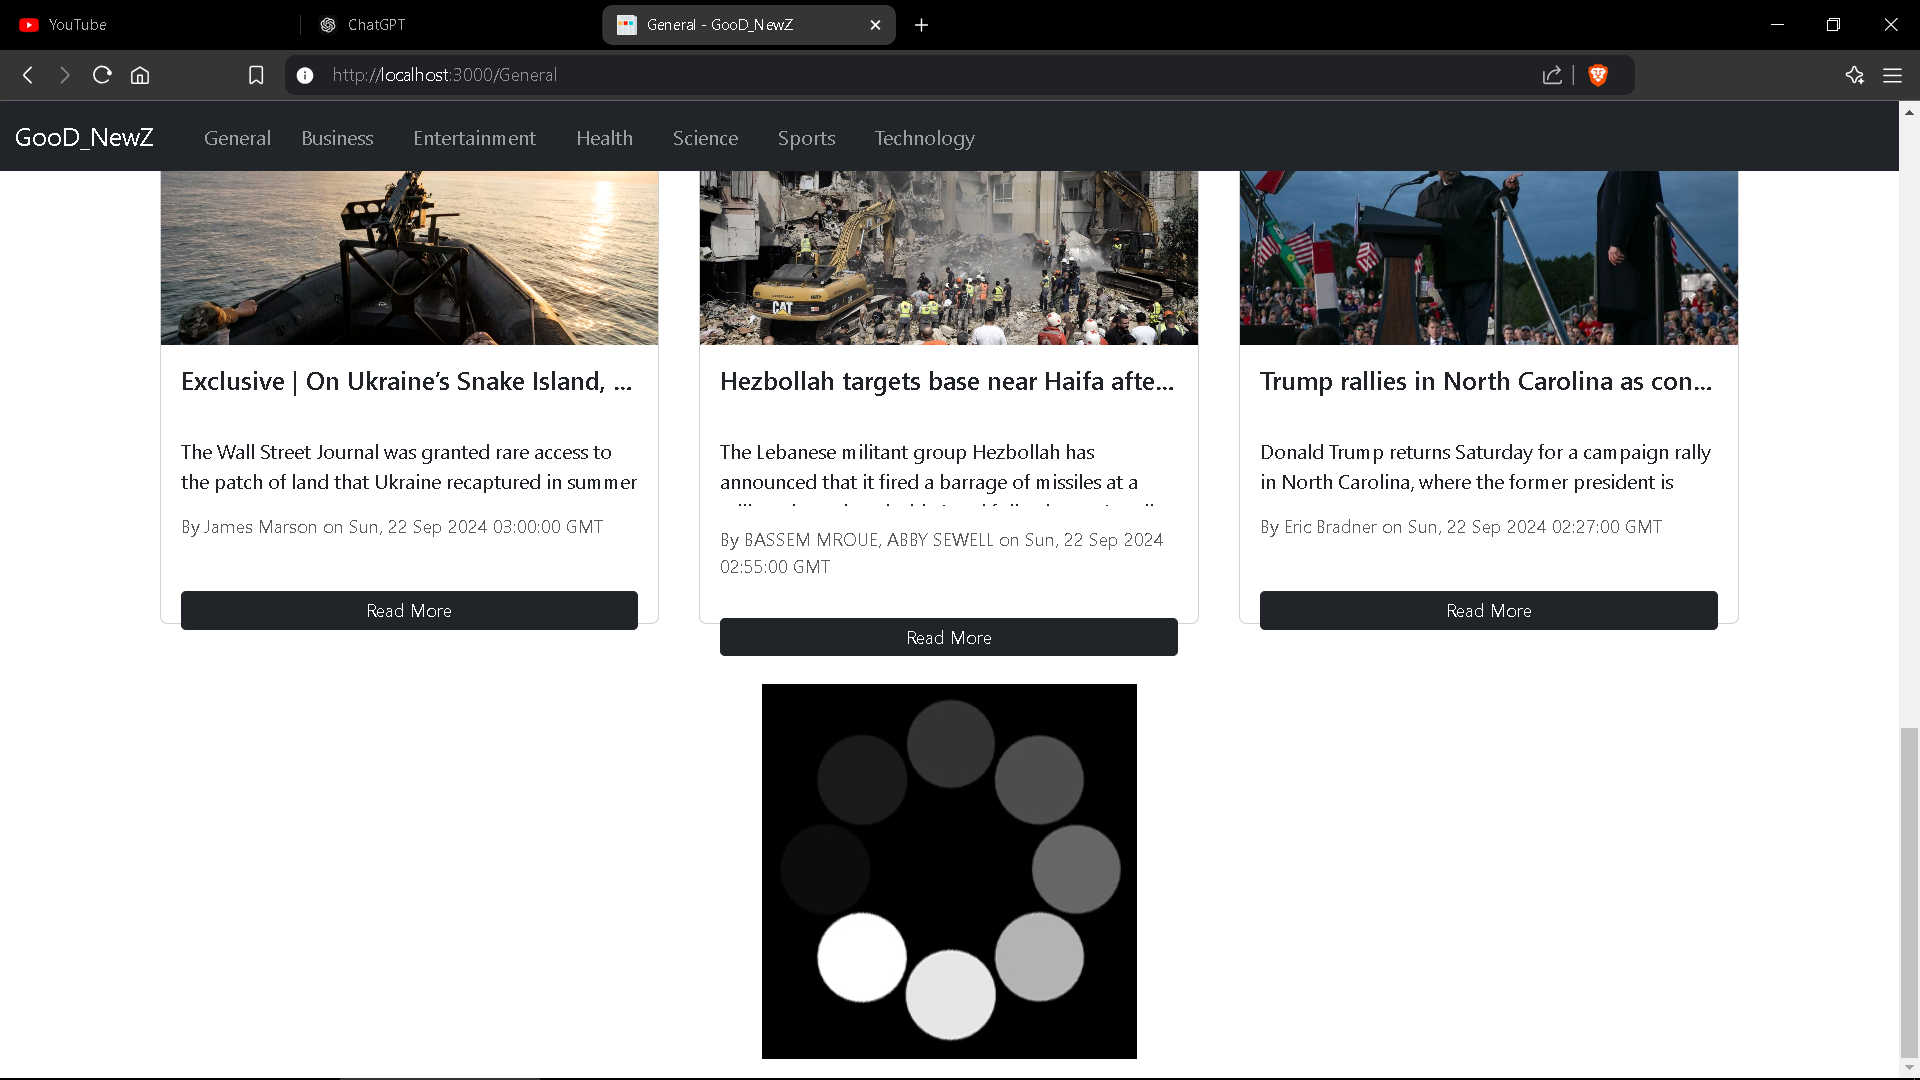 YouTube
ChatGPT
General - GooD_NewZ
http://localhost:3000/General
GooD_NewZ
General
Business
Entertainment
Health
Science
Sports
Technology
CAT
Exclusive | On Ukraine’s Snake Island, ...
The Wall Street Journal was granted rare access to
the patch of land that Ukraine recaptured in summer
By James Marson on Sun, 22 Sep 2024 03:00:00 GMT
Read More
Hezbollah targets base near Haifa afte...
The Lebanese militant group Hezbollah has
announced that it fired a barrage of missiles at a
By BASSEM MROUE, ABBY SEWELL on Sun, 22 Sep 2024
02:55:00 GMT
Read More
Trump rallies in North Carolina as con...
Donald Trump returns Saturday for a campaign rally
in North Carolina, where the former president is
By Eric Bradner on Sun, 22 Sep 2024 02:27:00 GMT
Read More